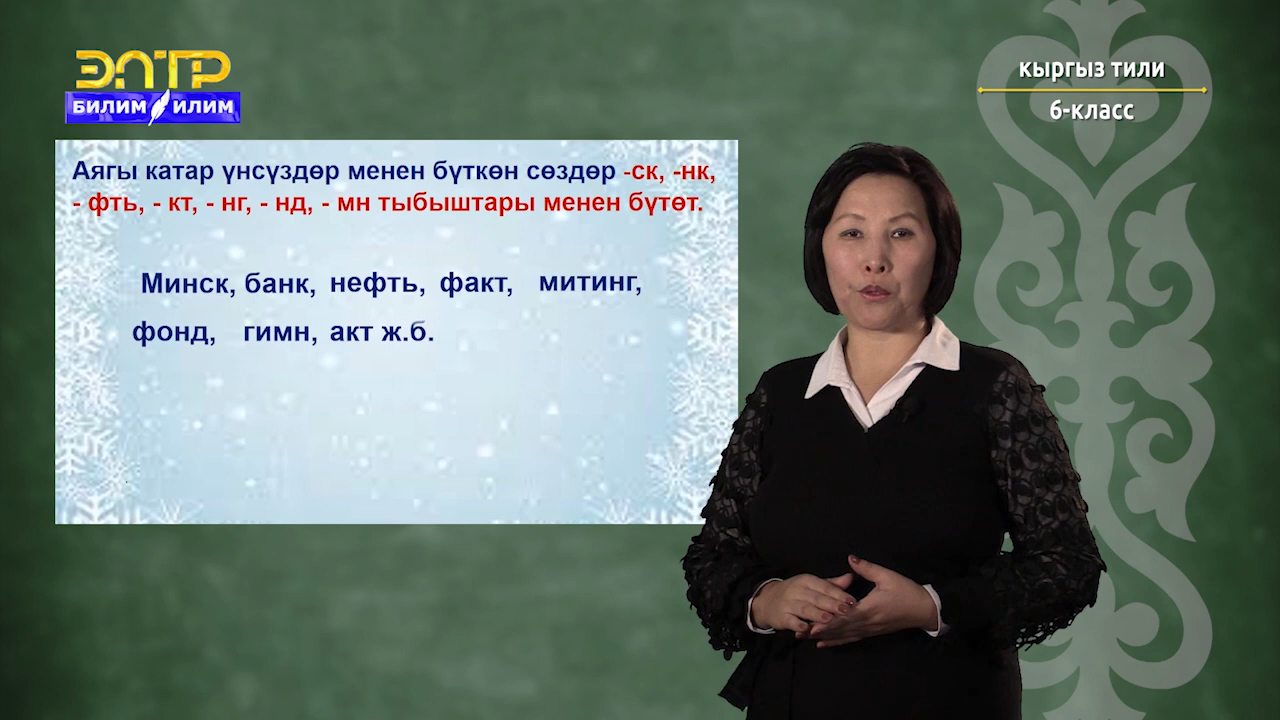 ЭЛТР
БИЛИМ ИЛИМ
кыргыз тили
6-класс
Аягы катар үнсүздөр менен бүткөн сөздөр -ск, -нк,
- фть, - кт, - нг, - нд, - мн тыбыштары менен бүтөт.
Минск, банк, нефть, факт, митинг,
фонд, гимн, акт ж.б.